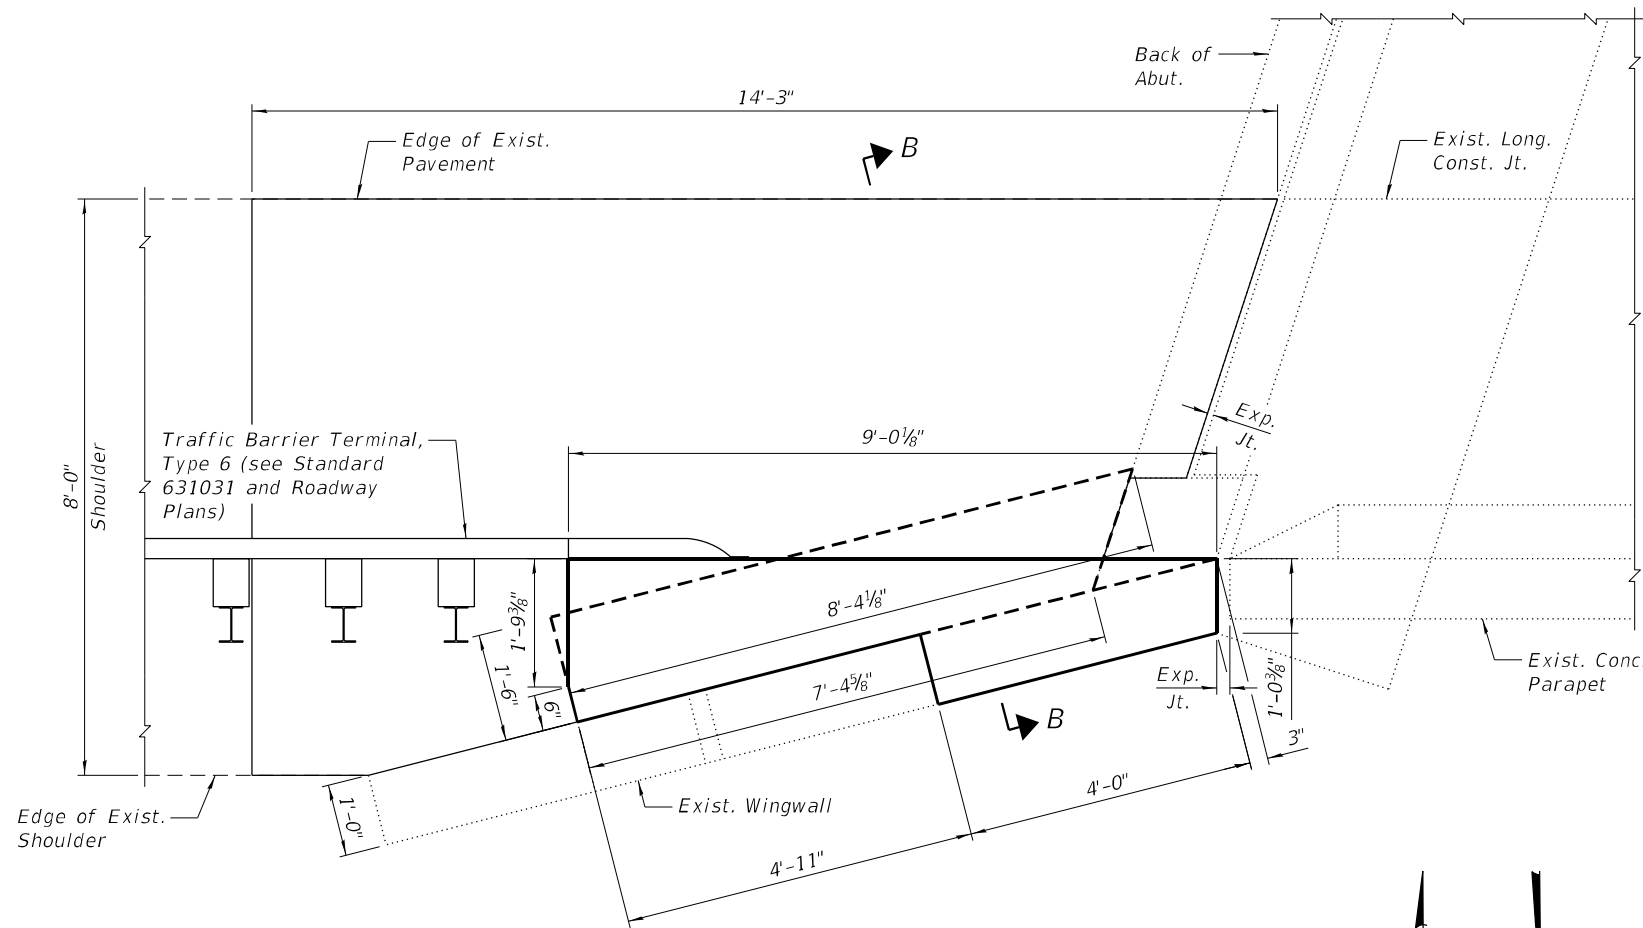 Back of
Abut.
14'-3"
Edge of Exist.
Pavement
B
Exist. Long.
Const. Jt.
8'-0"
Shoulder
Traffic Barrier Terminal,
Type 6 (see Standard
631031 and Roadway
Plans)
9'-0⅛"
Exp.
Jt.
1'-9⅜"
8'-4⅛"
7'-4⅝"
1'-6"
6"
Exp.
Jt.
1'-0⅜"
3"
B
Exist. Conc.
Parapet
1'-0"
Exist. Wingwall
4'-0"
4'-11"
Edge of Exist.
Shoulder